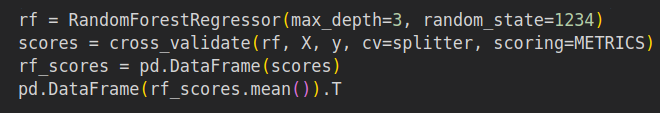 rf = RandomForestRegressor(max_depth=3, random_state=1234)
scores = cross_validate(rf, X, y, cv=splitter, scoring=METRICS)
rf_scores = pd.DataFrame(scores)
pd.DataFrame(rf_scores.mean()).T